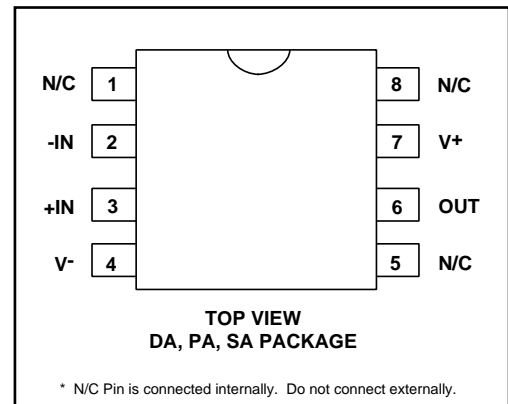 N/C 1 8 N/C
-IN 2 7 V+
+IN 3 6 OUT
V- 4 5 N/C
TOP VIEW
DA, PA, SA PACKAGE
* N/C Pin is connected internally. Do not connect externally.